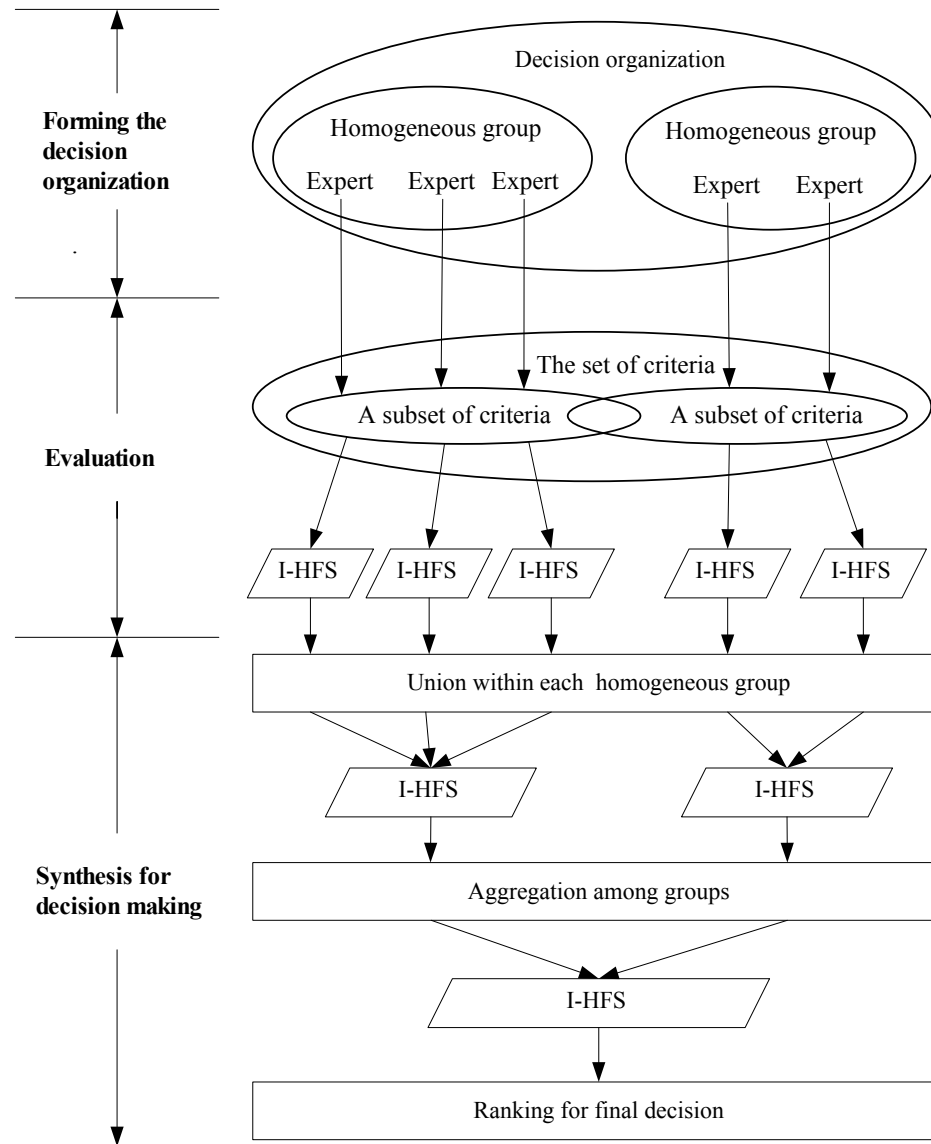 Decision organization
Forming the
decision
organization
Homogeneous group
Homogeneous group
Expert Expert Expert
Expert Expert
The set of criteria
A subset of criteria
A subset of criteria
Evaluation
I-HFS I-HFS I-HFS I-HFS I-HFS
Union within each homogeneous group
I-HFS I-HFS
Synthesis for
decision making
Aggregation among groups
I-HFS
Ranking for final decision